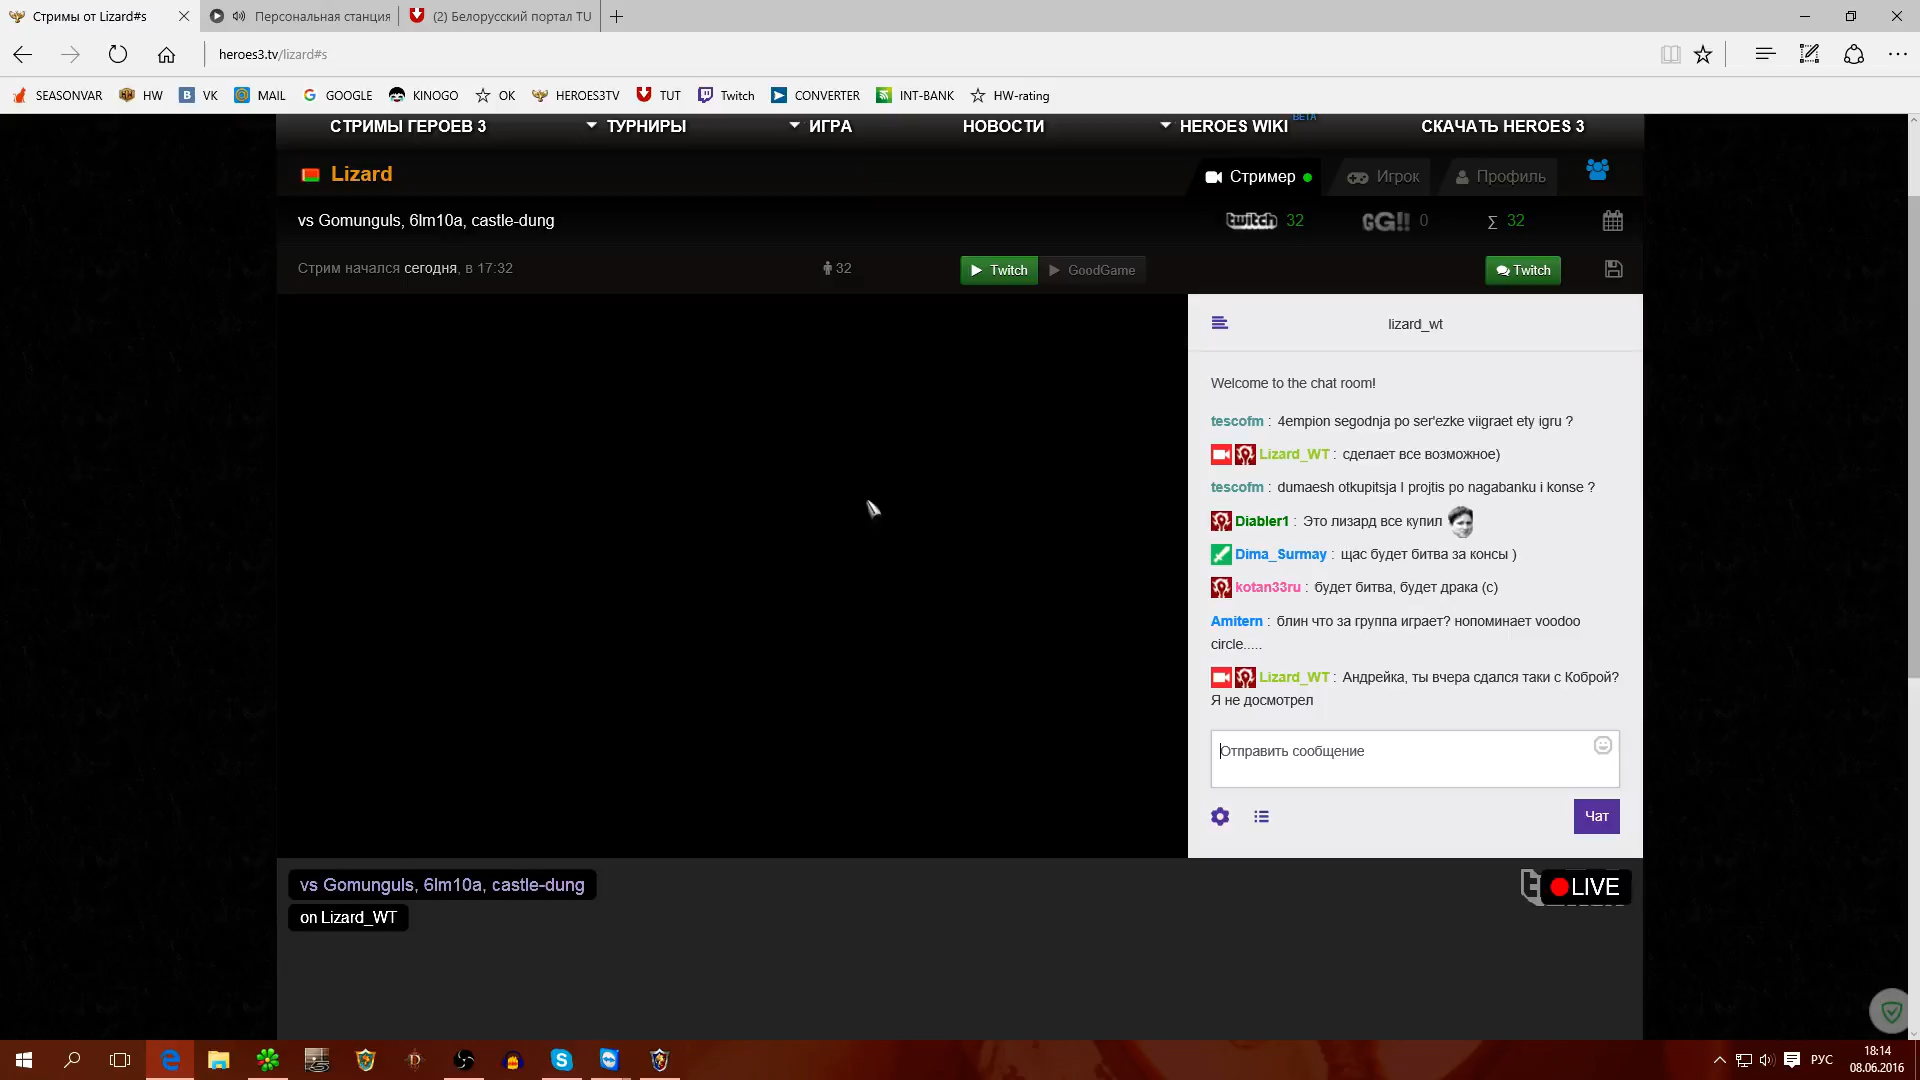 Стримы от Lizard#s
Персональная станция
(2) Белорусский портал TU
heroes3.tv/lizard#s
SEASONVAR
HW
VK
MAIL
GOOGLE
KINOGO
OK
HEROES3TV
TUT
Twitch
CONVERTER
INT-BANK
HW-rating
СТРИМЫ ГЕРОЕВ 3
ТУРНИРЫ
ИГРА
НОВОСТИ
HEROES WIKI BETA
СКАЧАТЬ HEROES 3
Lizard
Стример
Игрок
Профиль
vs Gomunguls, 6lm10a, castle-dung
twitch 32
GG!! 0
∑ 32
Стрим начался сегодня, в 17:32
32
Twitch
GoodGame
Twitch
lizard_wt
Welcome to the chat room!
tescofm : 4empion segodnja po ser'ezke viigraet ety igru ?
Lizard_WT : сделает все возможное)
tescofm : dumaesh otkupitsja I projtis po nagabanku i konse ?
Diabler1 : Это лизард все купил
Dima_Surmay : щас будет битва за консы )
kotan33ru : будет битва, будет драка (с)
Amitern : блин что за группа играет? нопоминает voodoo
circle.....
Lizard_WT : Андрейка, ты вчера сдался таки с Коброй?
Я не досмотрел
Отправить сообщение
Чат
vs Gomunguls, 6lm10a, castle-dung
LIVE
on Lizard_WT
РУС
18:14
08.06.2016